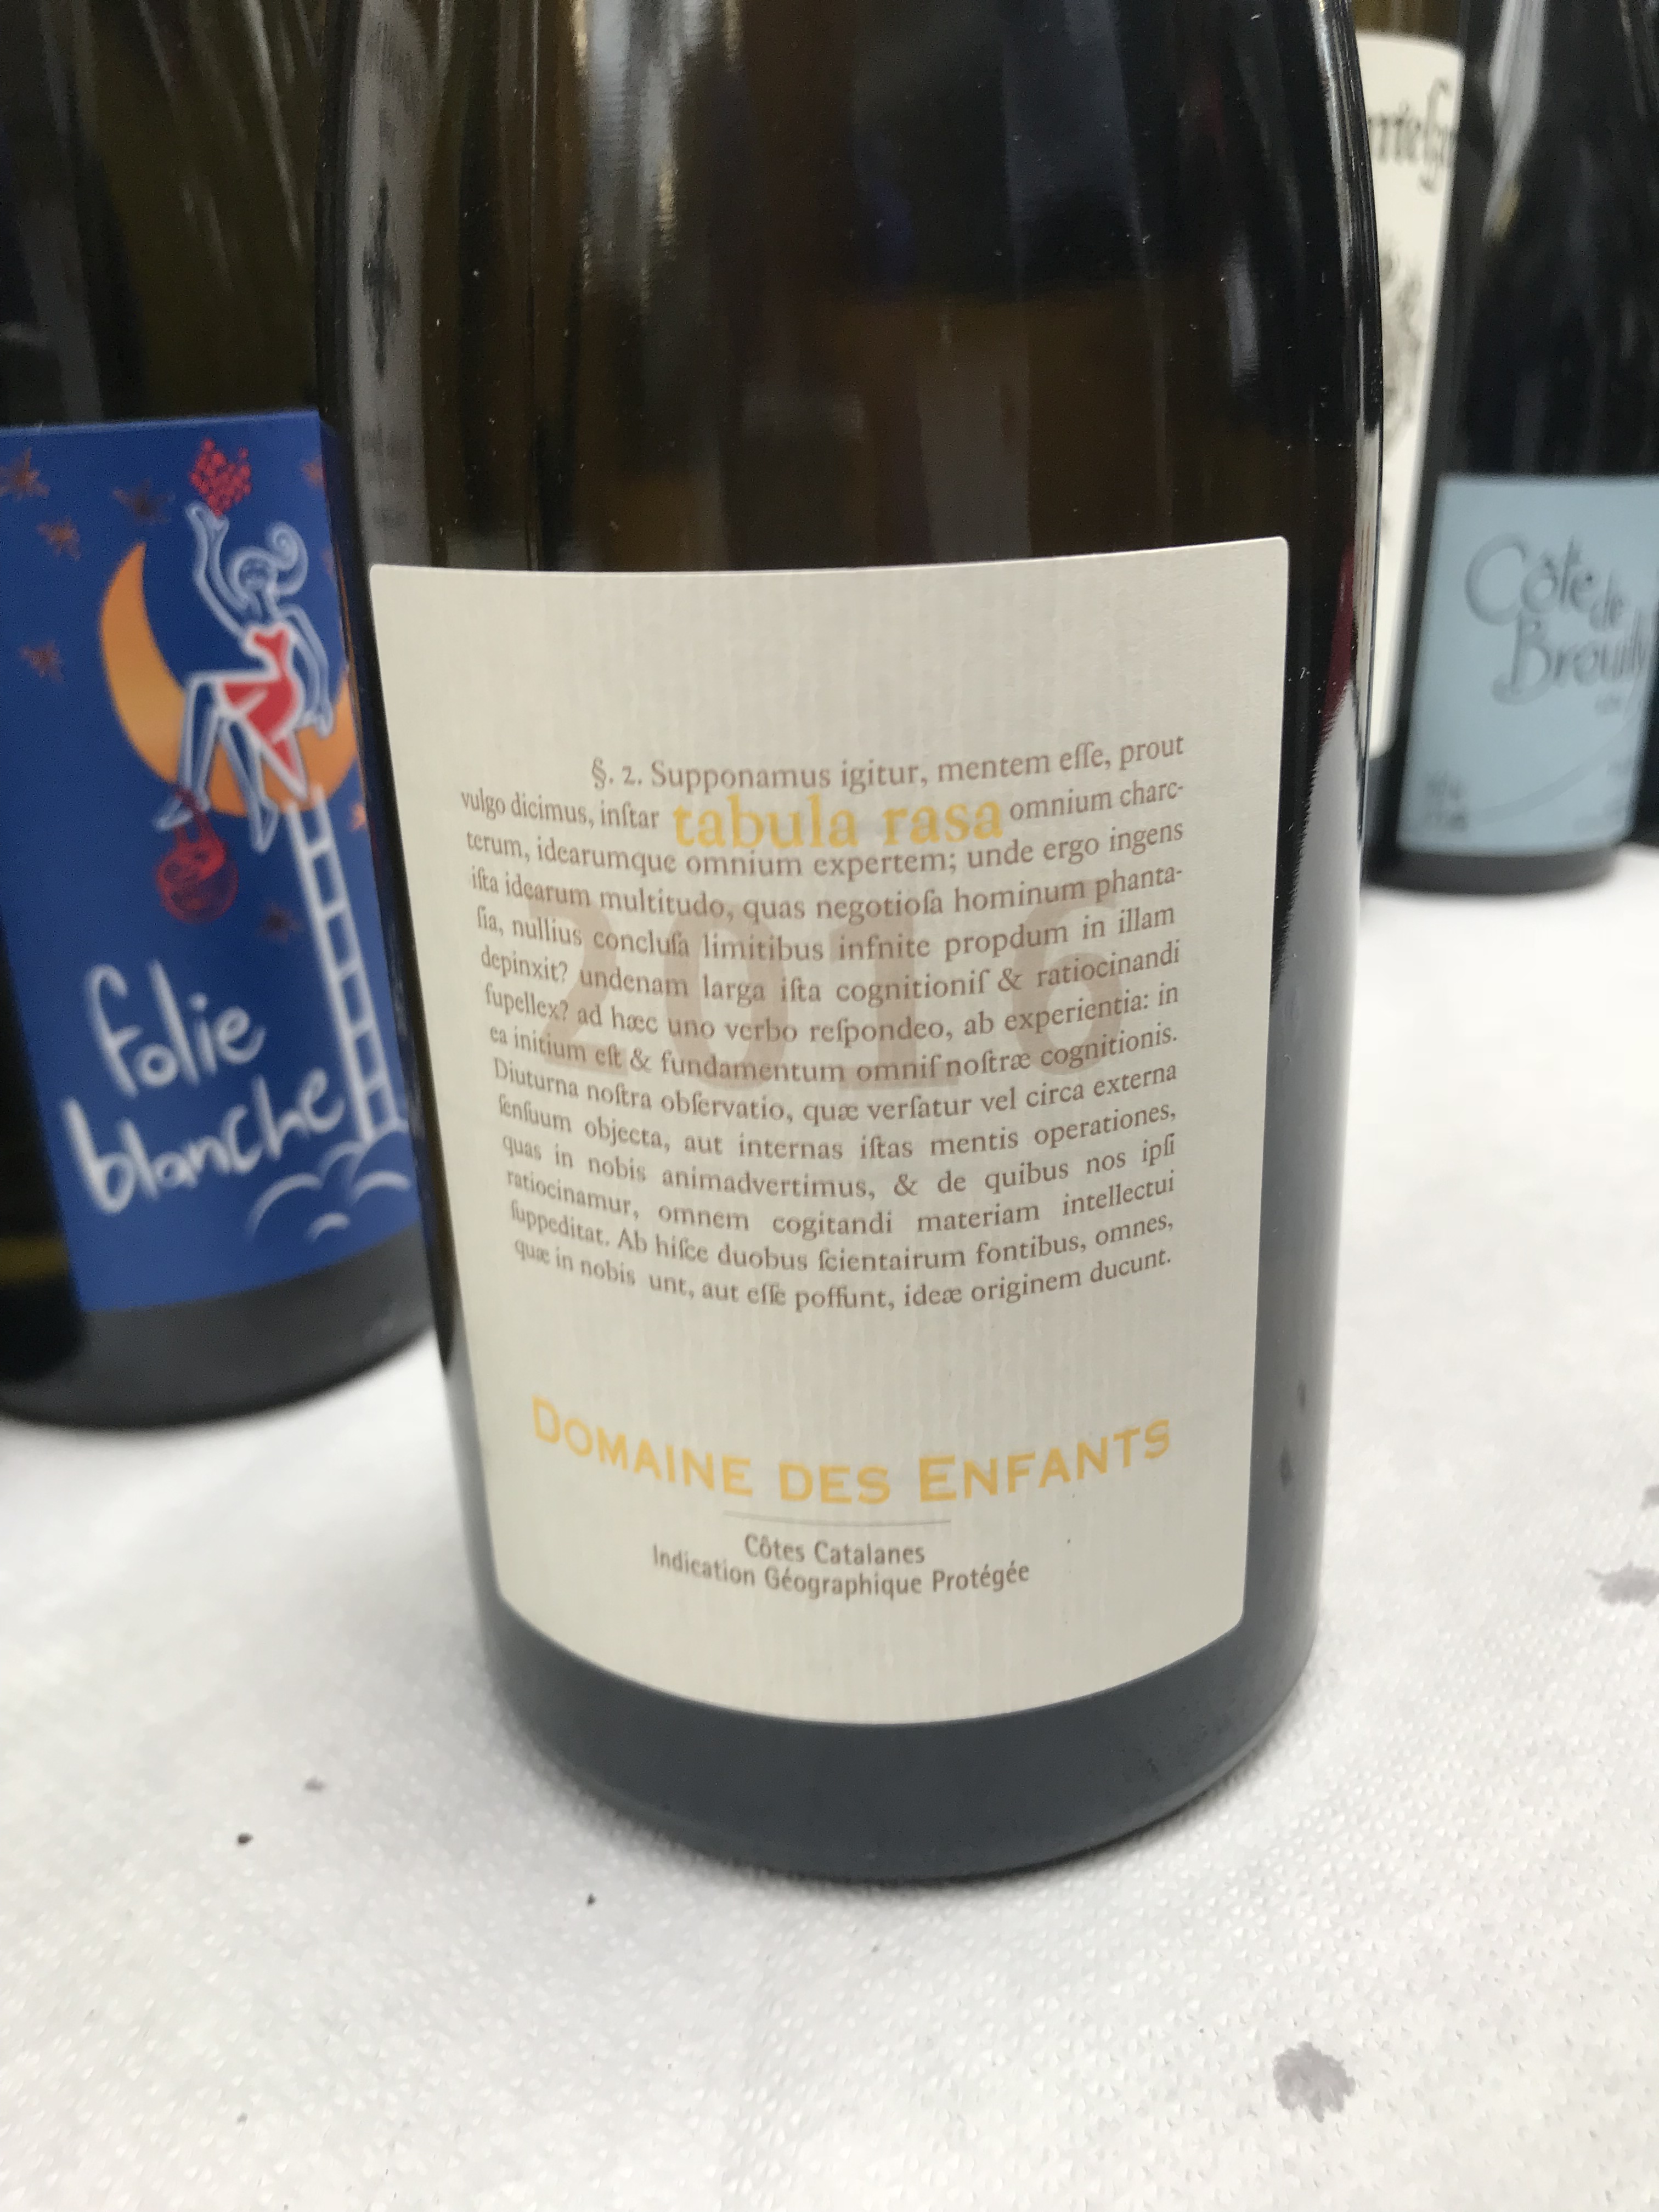 §. 2. Supponamus igitur, mentem eſſe, prout
vulgo dicimus, inſtar tabula rasa omnium charc-
terum, idearumque omnium expertem; unde ergo ingens
iſta idearum multitudo, quas negotioſa hominum phanta-
ſia, nullius concluſa limitibus infnite propdum in illam
depinxit? undenam larga iſta cognitioniſ & ratiocinandi
ſupellex? ad hæc uno verbo reſpondeo, ab experientia: in
ea initium eſt & fundamentum omniſ noſtræ cognitionis.
Diuturna noſtra obſervatio, quæ verſatur vel circa externa
ſenſuum objecta, aut internas iſtas mentis operationes,
quas in nobis animadvertimus, & de quibus nos ipſi
ratiocinamur, omnem cogitandi materiam intellectui
ſuppeditat. Ab hiſce duobus ſcientairum fontibus, omnes,
quæ in nobis unt, aut eſſe poſſunt, ideæ originem ducunt.
2016
DOMAINE DES ENFANTS
Côtes Catalanes
Indication Géographique Protégée
folie
blanche
Côte de
Brouilly